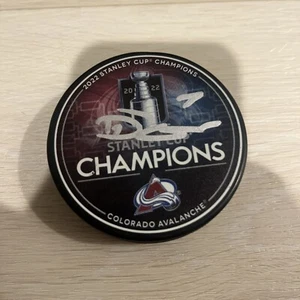 2022 STANLEY CUP® CHAMPIONS
20 22
STANLEY CUP
CHAMPIONS
COLORADO AVALANCHE®